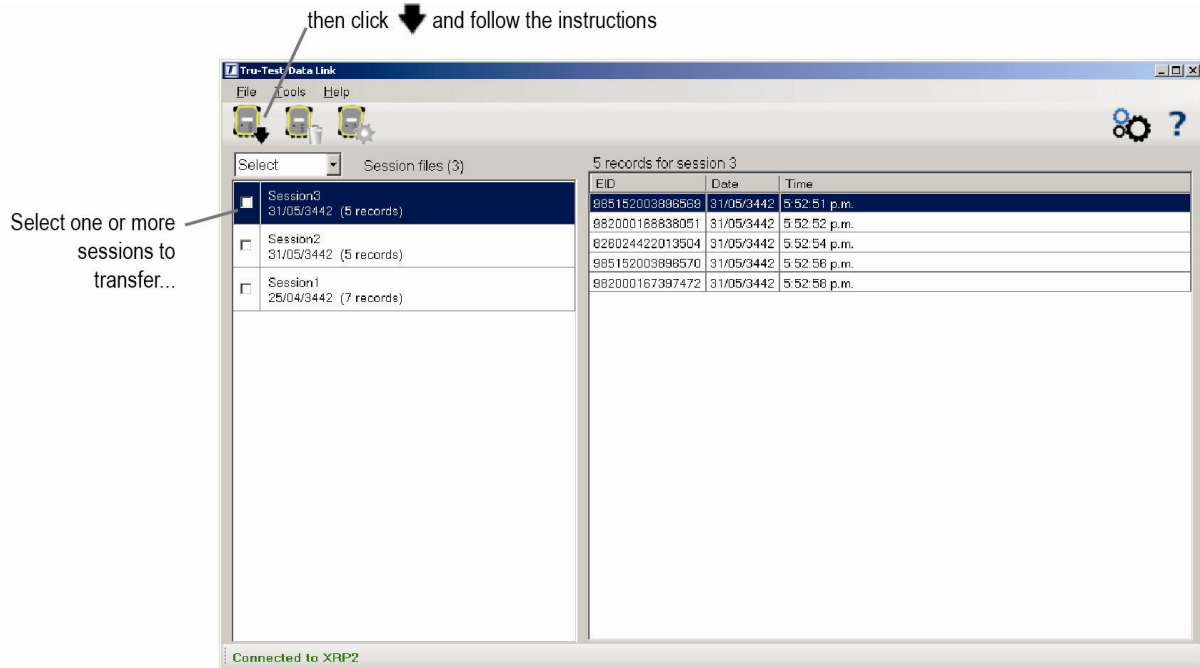 then click and follow the instructions
Tru-Test Data Link
File Tools Help
Select Session files (3)
5 records for session 3
Select one or more
sessions to
transfer...
Session3
31/05/3442 (5 records)
Session2
31/05/3442 (5 records)
Session1
25/04/3442 (7 records)
EID Date Time
985152003896569 31/05/3442 5:52:51 p.m.
982000168838051 31/05/3442 5:52:52 p.m.
826024422013504 31/05/3442 5:52:54 p.m.
985152003896570 31/05/3442 5:52:56 p.m.
982000167397472 31/05/3442 5:52:58 p.m.
Connected to XRP2